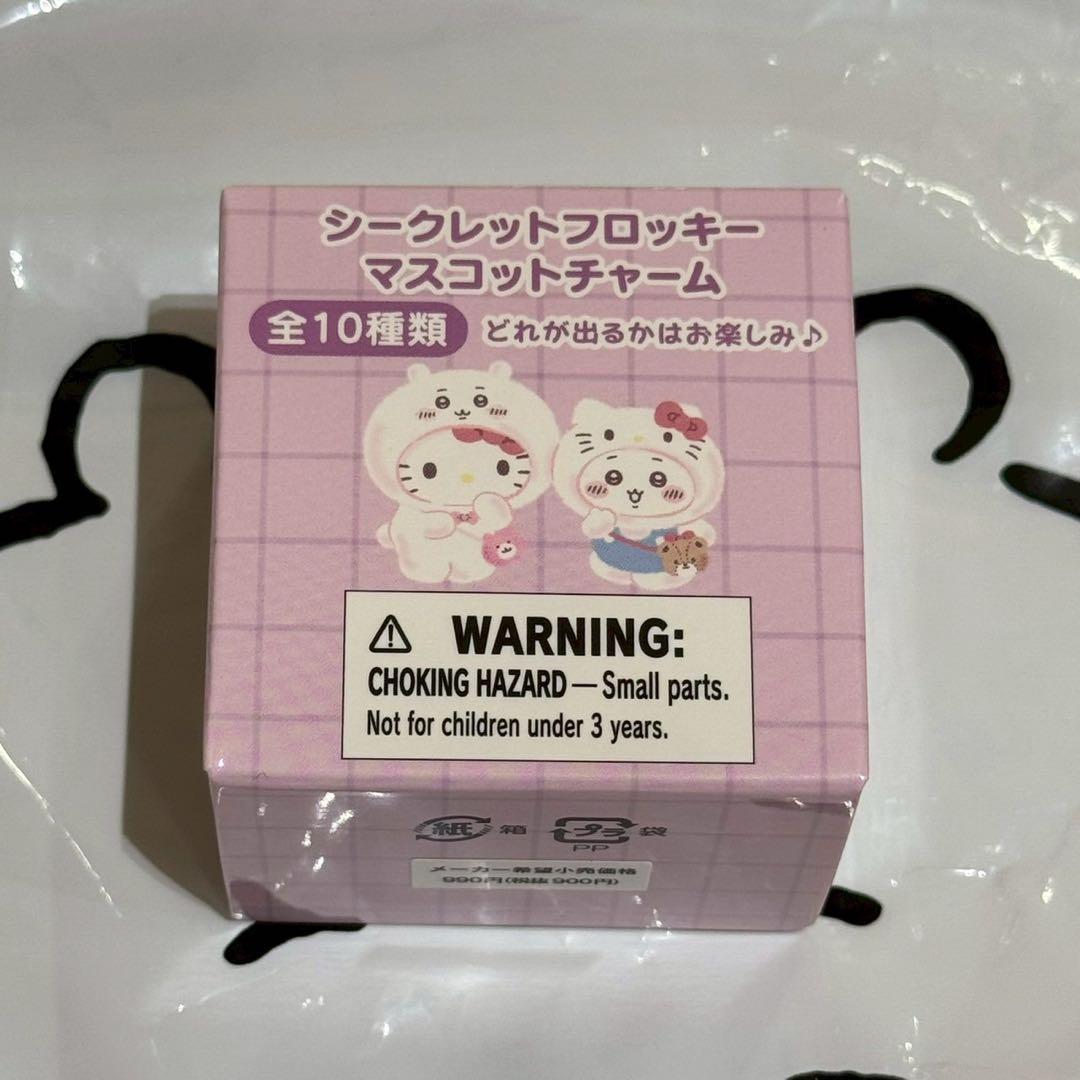 シークレットフロッキー
マスコットチャーム
全10種類 どれが出るかはお楽しみ♪
⚠ WARNING:
CHOKING HAZARD — Small parts.
Not for children under 3 years.
紙 箱 プラ 袋
PP
メーカー希望小売価格
990円(税抜900円)